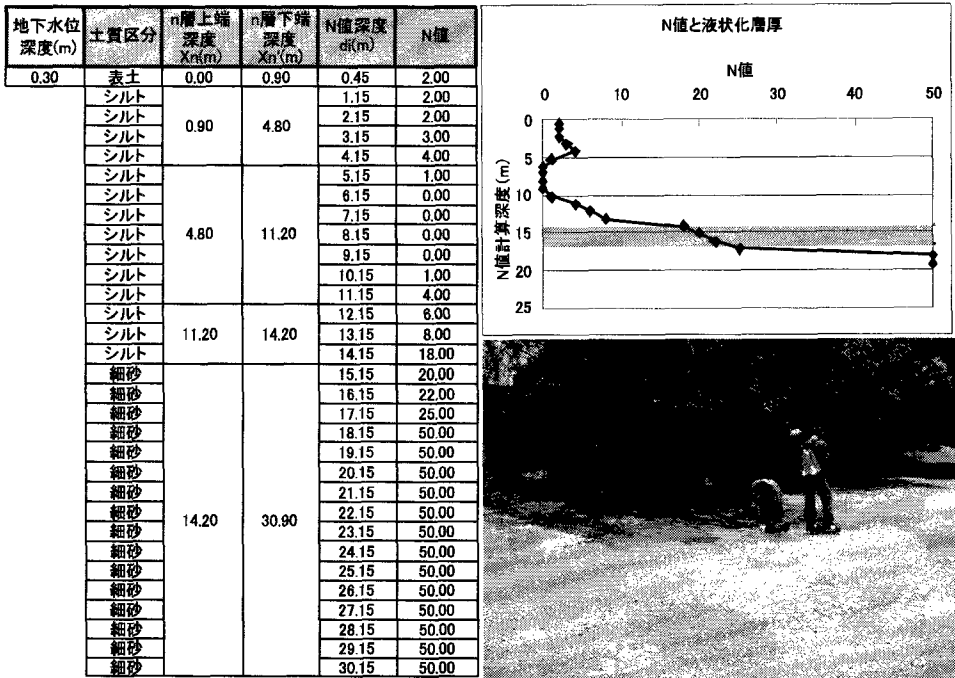 地下水位深度(m) 土質区分 n層上端深度Xn(m) n層下端深度Xn'(m) N値深度di(m) N値
0.30 表土 0.00 0.90 0.45 2.00
シルト 0.90 4.80 1.15 2.00
シルト 2.15 2.00
シルト 3.15 3.00
シルト 4.15 4.00
シルト 4.80 11.20 5.15 1.00
シルト 6.15 0.00
シルト 7.15 0.00
シルト 8.15 0.00
シルト 9.15 0.00
シルト 10.15 1.00
シルト 11.15 4.00
シルト 11.20 14.20 12.15 6.00
シルト 13.15 8.00
シルト 14.15 18.00
細砂 14.20 30.90 15.15 20.00
細砂 16.15 22.00
細砂 17.15 25.00
細砂 18.15 50.00
細砂 19.15 50.00
細砂 20.15 50.00
細砂 21.15 50.00
細砂 22.15 50.00
細砂 23.15 50.00
細砂 24.15 50.00
細砂 25.15 50.00
細砂 26.15 50.00
細砂 27.15 50.00
細砂 28.15 50.00
細砂 29.15 50.00
細砂 30.15 50.00
N値と液状化層厚
N値
0 10 20 30 40 50
N値計算深度(m)
0
5
10
15
20
25